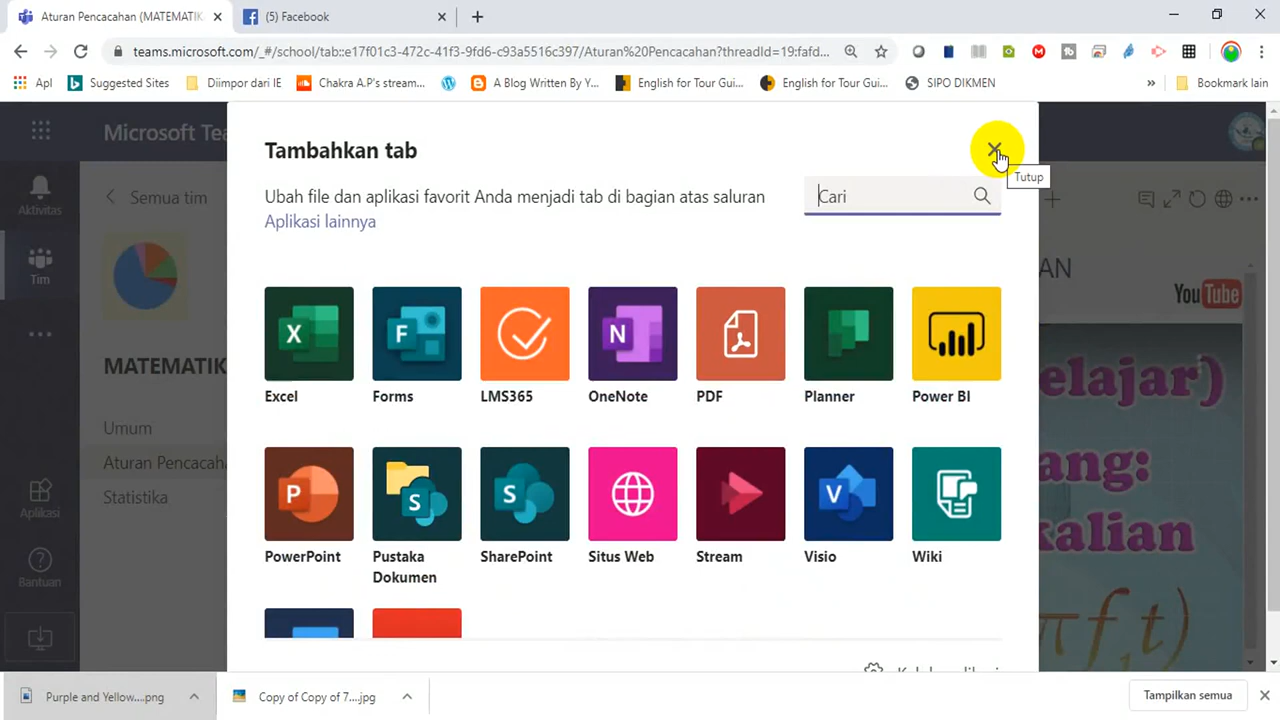 Aturan Pencacahan (MATEMATIK
(5) Facebook
teams.microsoft.com/_#/school/tab::e17f01c3-472c-41f3-9fd6-c93a5516c397/Aturan%20Pencacahan?threadId=19:fafd...
Apl
Suggested Sites
Diimpor dari IE
Chakra A.P's stream...
A Blog Written By Y...
English for Tour Gui...
English for Tour Gui...
SIPO DIKMEN
»
Bookmark lain
Microsoft Tea
Tambahkan tab
Tutup
Ubah file dan aplikasi favorit Anda menjadi tab di bagian atas saluran
Aplikasi lainnya
Cari
Aktivitas
Tim
Aplikasi
Bantuan
Semua tim
MATEMATIK
Umum
Aturan Pencacaha
Statistika
Excel
Forms
LMS365
OneNote
PDF
Planner
Power BI
PowerPoint
Pustaka
Dokumen
SharePoint
Situs Web
Stream
Visio
Wiki
AN
YouTube
elajar)
ang:
kalian
πf₁t)
Purple and Yellow....png
Copy of Copy of 7....jpg
Tampilkan semua